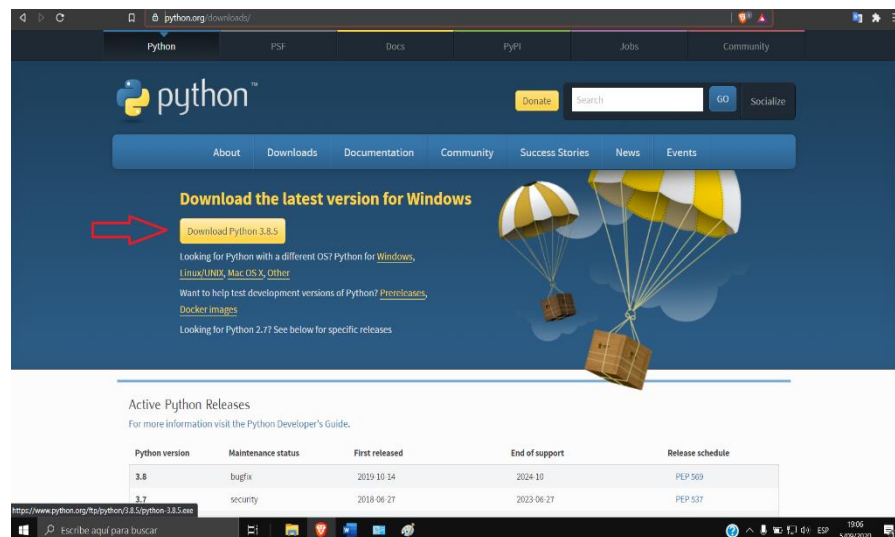 python.org/downloads/
Python PSF Docs PyPI Jobs Community
python™
Donate Search GO Socialize
About Downloads Documentation Community Success Stories News Events
Download the latest version for Windows
Download Python 3.8.5
Looking for Python with a different OS? Python for Windows,
Linux/UNIX, Mac OS X, Other
Want to help test development versions of Python? Prereleases,
Docker images
Looking for Python 2.7? See below for specific releases
Active Python Releases
For more information visit the Python Developer's Guide.
Python version Maintenance status First released End of support Release schedule
3.8 bugfix 2019-10-14 2024-10 PEP 569
3.7 security 2018-06-27 2023-06-27 PEP 537
https://www.python.org/ftp/python/3.8.5/python-3.8.5.exe
Escribe aquí para buscar ESP 19:06
5/09/2020